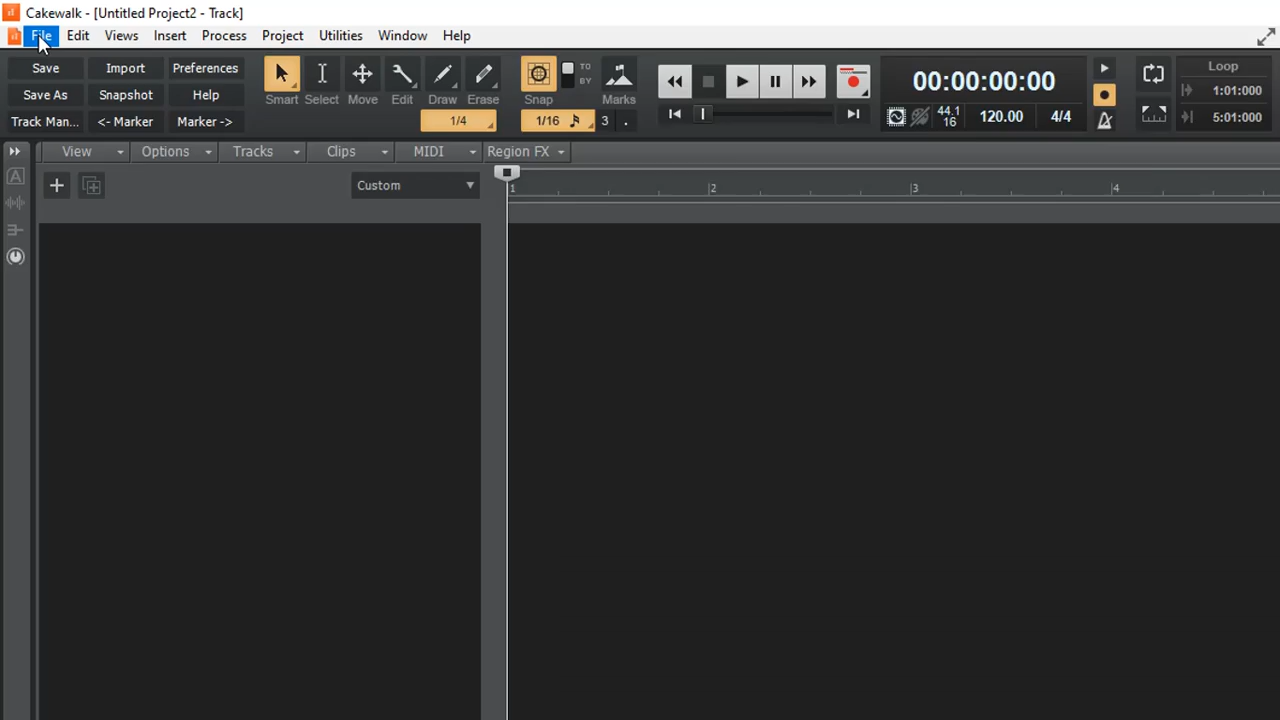 Cakewalk - [Untitled Project2 - Track]
File Edit Views Insert Process Project Utilities Window Help
Save Import Preferences
Save As Snapshot Help
Track Man... <- Marker Marker ->
Smart Select Move Edit Draw Erase Snap Marks
TO
BY
1/4 1/16 3 .
00:00:00:00
44.1
16
120.00 4/4
Loop
1:01:000
5:01:000
View Options Tracks Clips MIDI Region FX
Custom
1 2 3 4